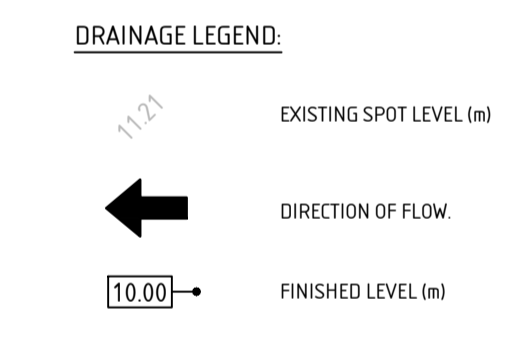 DRAINAGE LEGEND:
11.21
EXISTING SPOT LEVEL (m)
DIRECTION OF FLOW.
10.00
FINISHED LEVEL (m)